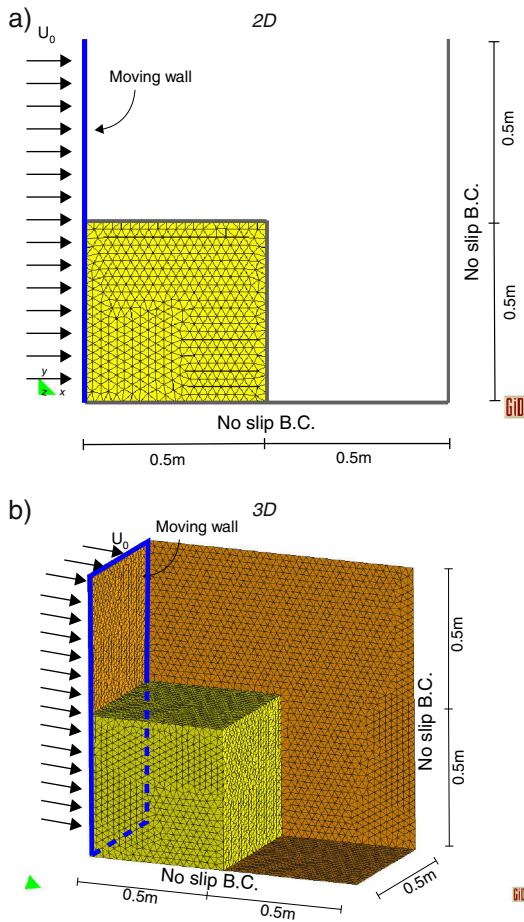 a)
2D
U0
Moving wall
0.5m
No slip B.C.
0.5m
y
z x
GiD
No slip B.C.
0.5m 0.5m
b)
3D
U0
Moving wall
0.5m
No slip B.C.
0.5m
No slip B.C.
0.5m
0.5m 0.5m
GiD